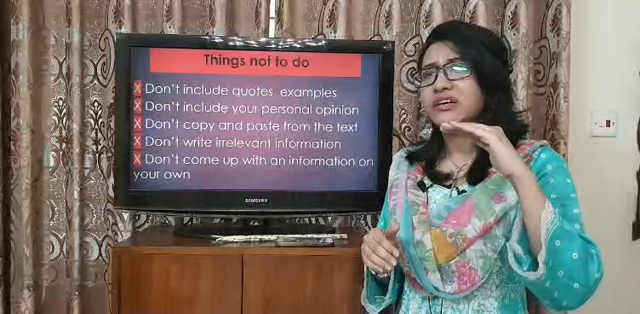 Things not to do
X Don't include quotes, examples
X Don't include your personal opinion
X Don't copy and paste from the text
X Don't write irrelevant information
X Don't come up with an information on
your own
SAMSUNG